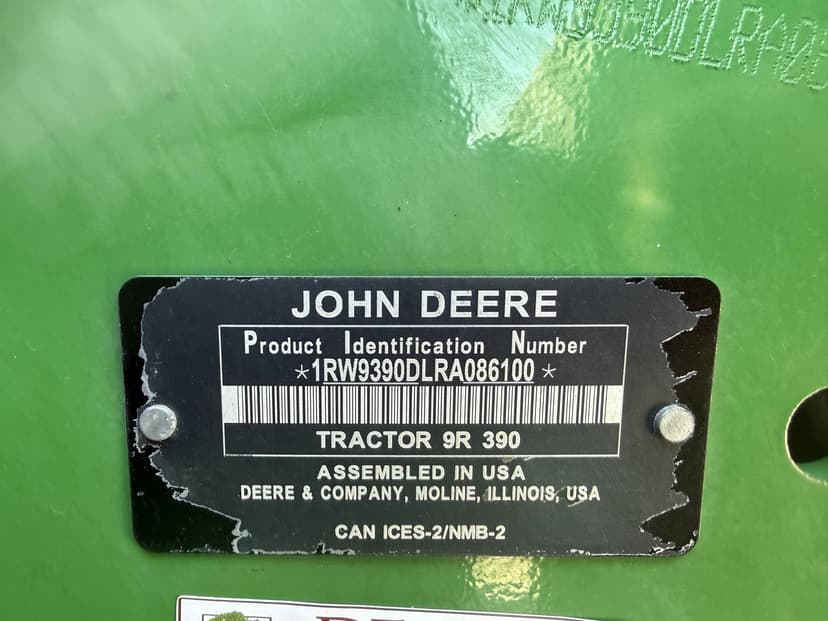 JOHN DEERE
Product Identification Number
*1RW9390DLRA086100*
TRACTOR 9R 390
ASSEMBLED IN USA
DEERE & COMPANY, MOLINE, ILLINOIS, USA
CAN ICES-2/NMB-2